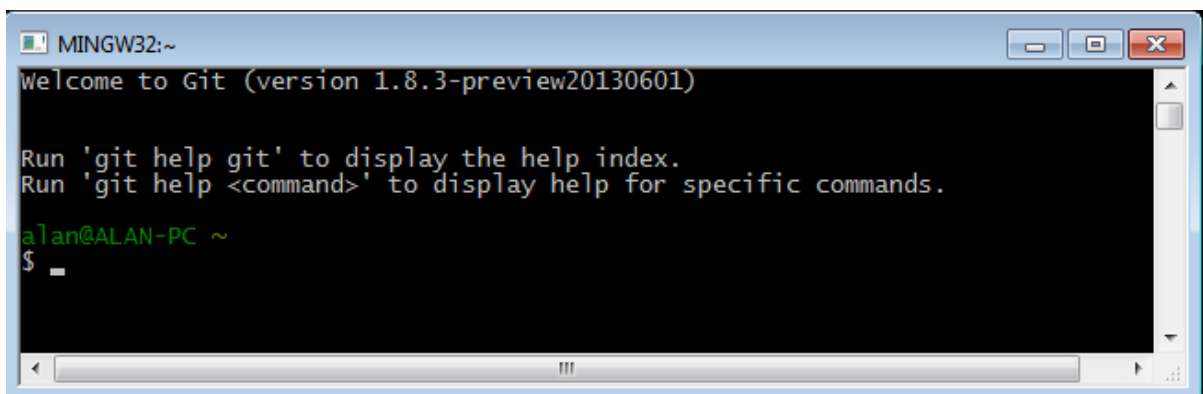 MINGW32:~
Welcome to Git (version 1.8.3-preview20130601)
Run 'git help git' to display the help index.
Run 'git help <command>' to display help for specific commands.
alan@ALAN-PC ~
$